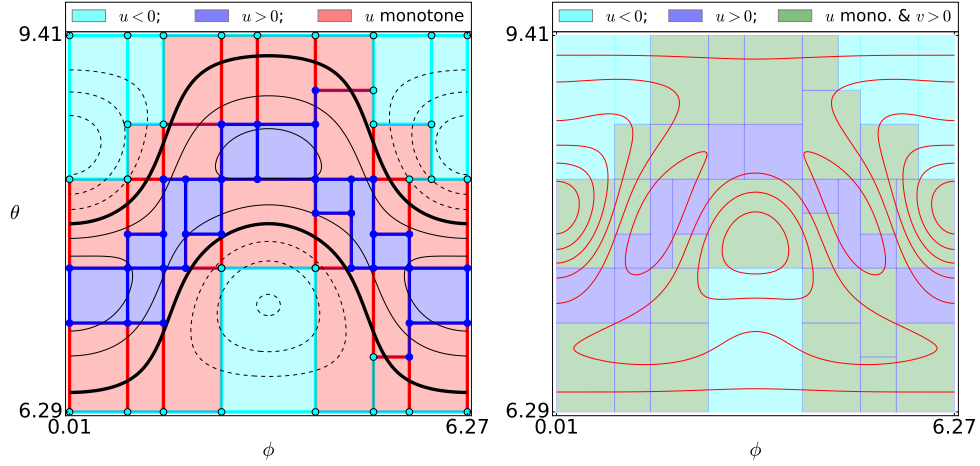 u<0; u>0; u monotone
u<0; u>0; u mono. & v>0
9.41
9.41
θ
6.29
6.29
0.01 6.27
0.01 6.27
ϕ
ϕ